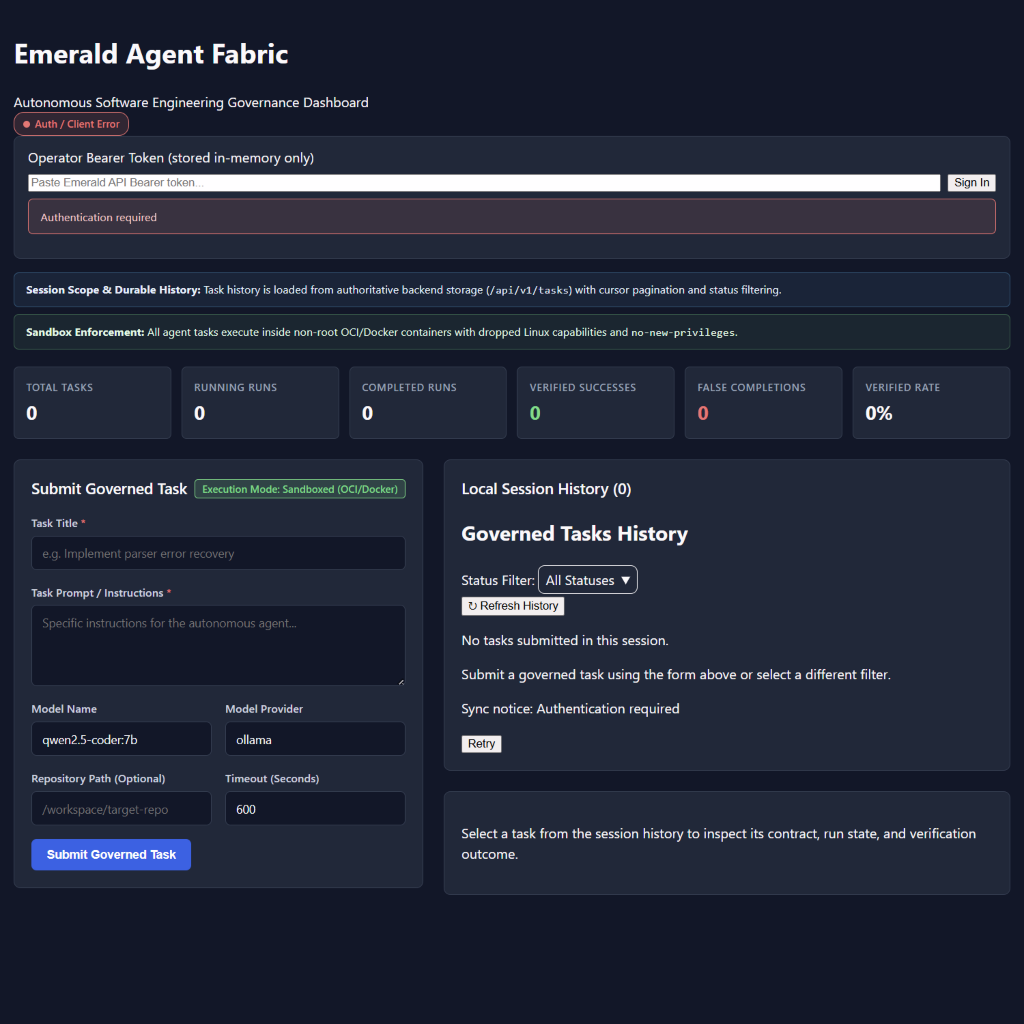 Emerald Agent Fabric
Autonomous Software Engineering Governance Dashboard
Auth / Client Error
Operator Bearer Token (stored in-memory only)
Paste Emerald API Bearer token...
Sign In
Authentication required
Session Scope & Durable History: Task history is loaded from authoritative backend storage (/api/v1/tasks) with cursor pagination and status filtering.
Sandbox Enforcement: All agent tasks execute inside non-root OCI/Docker containers with dropped Linux capabilities and no-new-privileges.
TOTAL TASKS
0
RUNNING RUNS
0
COMPLETED RUNS
0
VERIFIED SUCCESSES
0
FALSE COMPLETIONS
0
VERIFIED RATE
0%
Submit Governed Task
Execution Mode: Sandboxed (OCI/Docker)
Task Title *
e.g. Implement parser error recovery
Task Prompt / Instructions *
Specific instructions for the autonomous agent...
Model Name
Model Provider
qwen2.5-coder:7b
ollama
Repository Path (Optional)
Timeout (Seconds)
/workspace/target-repo
600
Submit Governed Task
Local Session History (0)
Governed Tasks History
Status Filter: All Statuses ▼
↻ Refresh History
No tasks submitted in this session.
Submit a governed task using the form above or select a different filter.
Sync notice: Authentication required
Retry
Select a task from the session history to inspect its contract, run state, and verification
outcome.